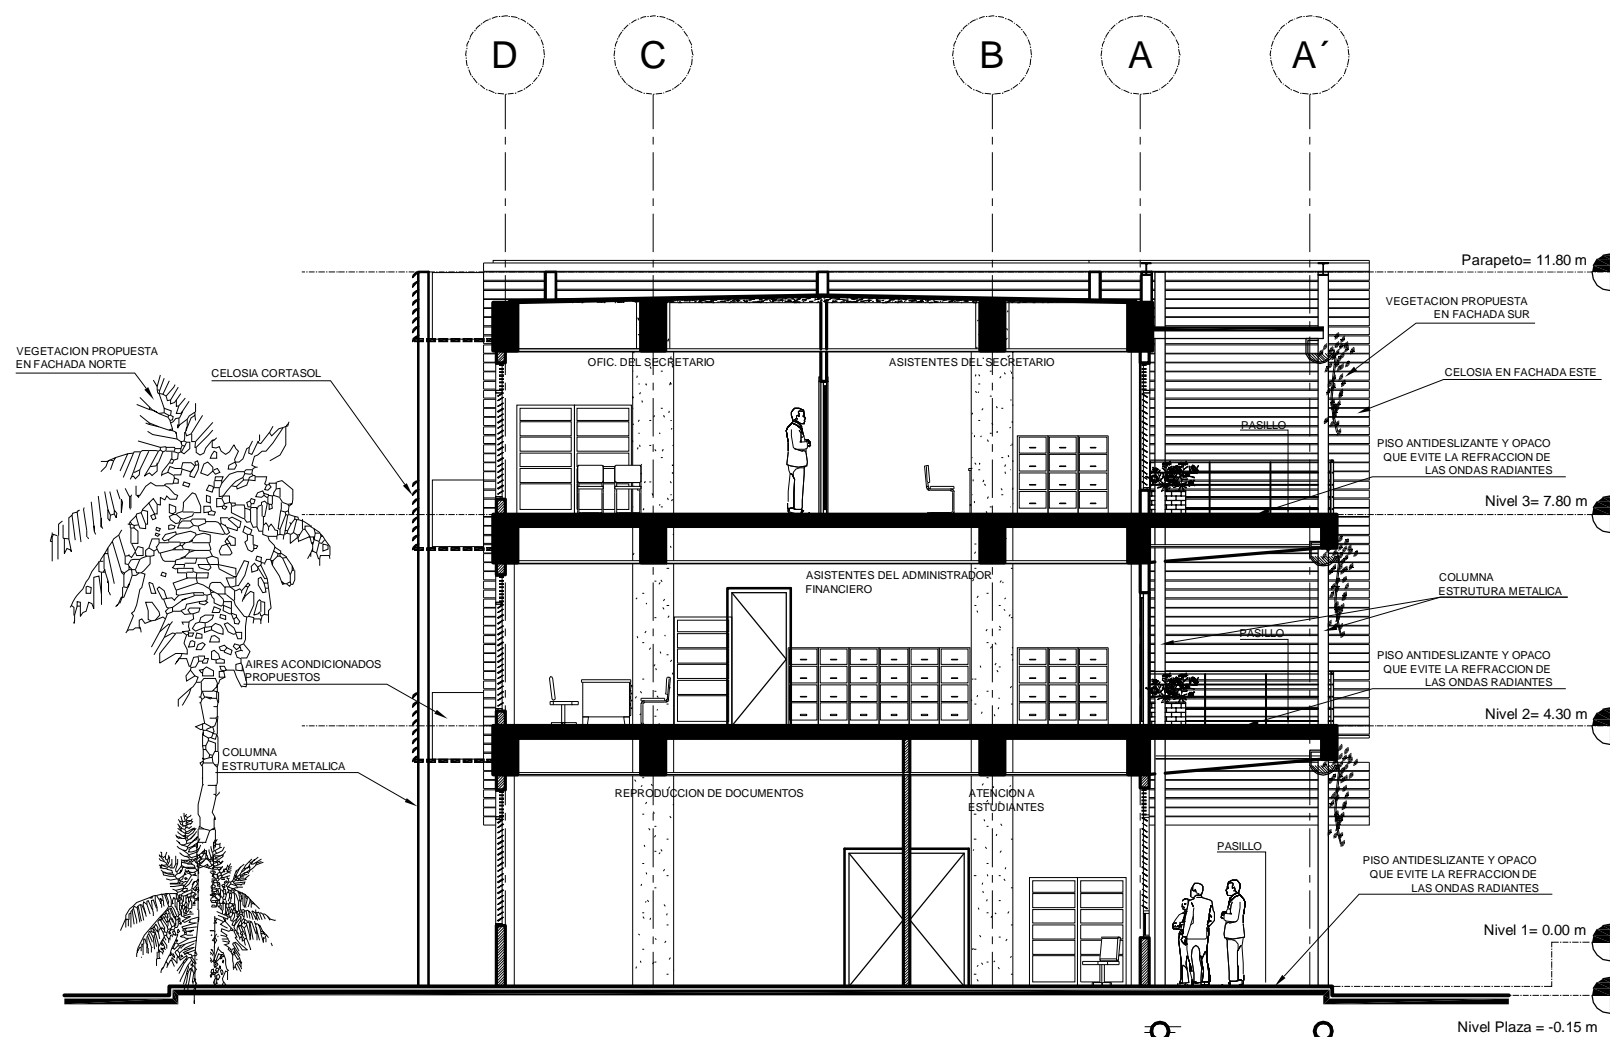 D
C
B
A
A´
Parapeto= 11.80 m
VEGETACION PROPUESTA
EN FACHADA SUR
VEGETACION PROPUESTA
EN FACHADA NORTE
CELOSIA CORTASOL
OFIC. DEL SECRETARIO
ASISTENTES DEL SECRETARIO
CELOSIA EN FACHADA ESTE
PASILLO
PISO ANTIDESLIZANTE Y OPACO
QUE EVITE LA REFRACCION DE
LAS ONDAS RADIANTES
Nivel 3= 7.80 m
ASISTENTES DEL ADMINISTRADOR
FINANCIERO
COLUMNA
ESTRUTURA METALICA
PASILLO
AIRES ACONDICIONADOS
PROPUESTOS
PISO ANTIDESLIZANTE Y OPACO
QUE EVITE LA REFRACCION DE
LAS ONDAS RADIANTES
Nivel 2= 4.30 m
COLUMNA
ESTRUTURA METALICA
REPRODUCCION DE DOCUMENTOS
ATENCION A
ESTUDIANTES
PASILLO
PISO ANTIDESLIZANTE Y OPACO
QUE EVITE LA REFRACCION DE
LAS ONDAS RADIANTES
Nivel 1= 0.00 m
Nivel Plaza = -0.15 m